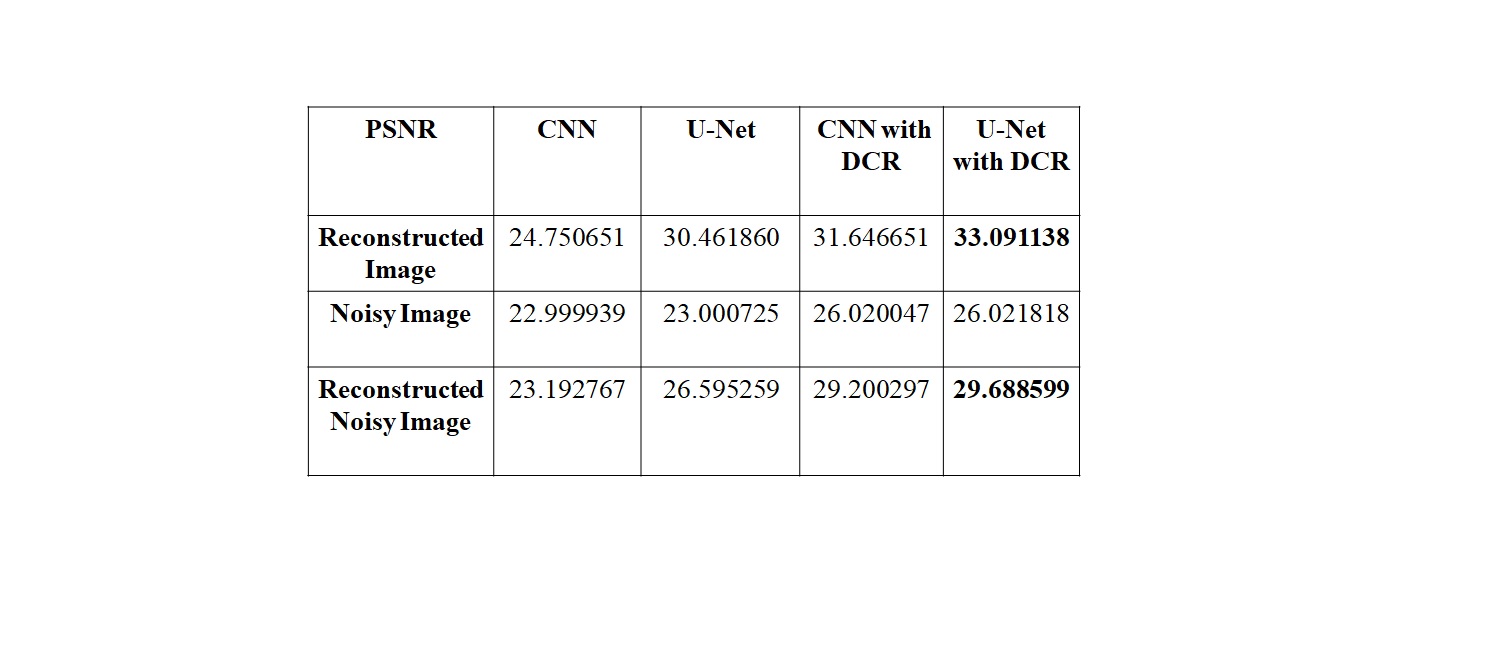 PSNR CNN U-Net CNN with U-Net
DCR with DCR
Reconstructed 24.750651 30.461860 31.646651 33.091138
Image
Noisy Image 22.999939 23.000725 26.020047 26.021818
Reconstructed 23.192767 26.595259 29.200297 29.688599
Noisy Image